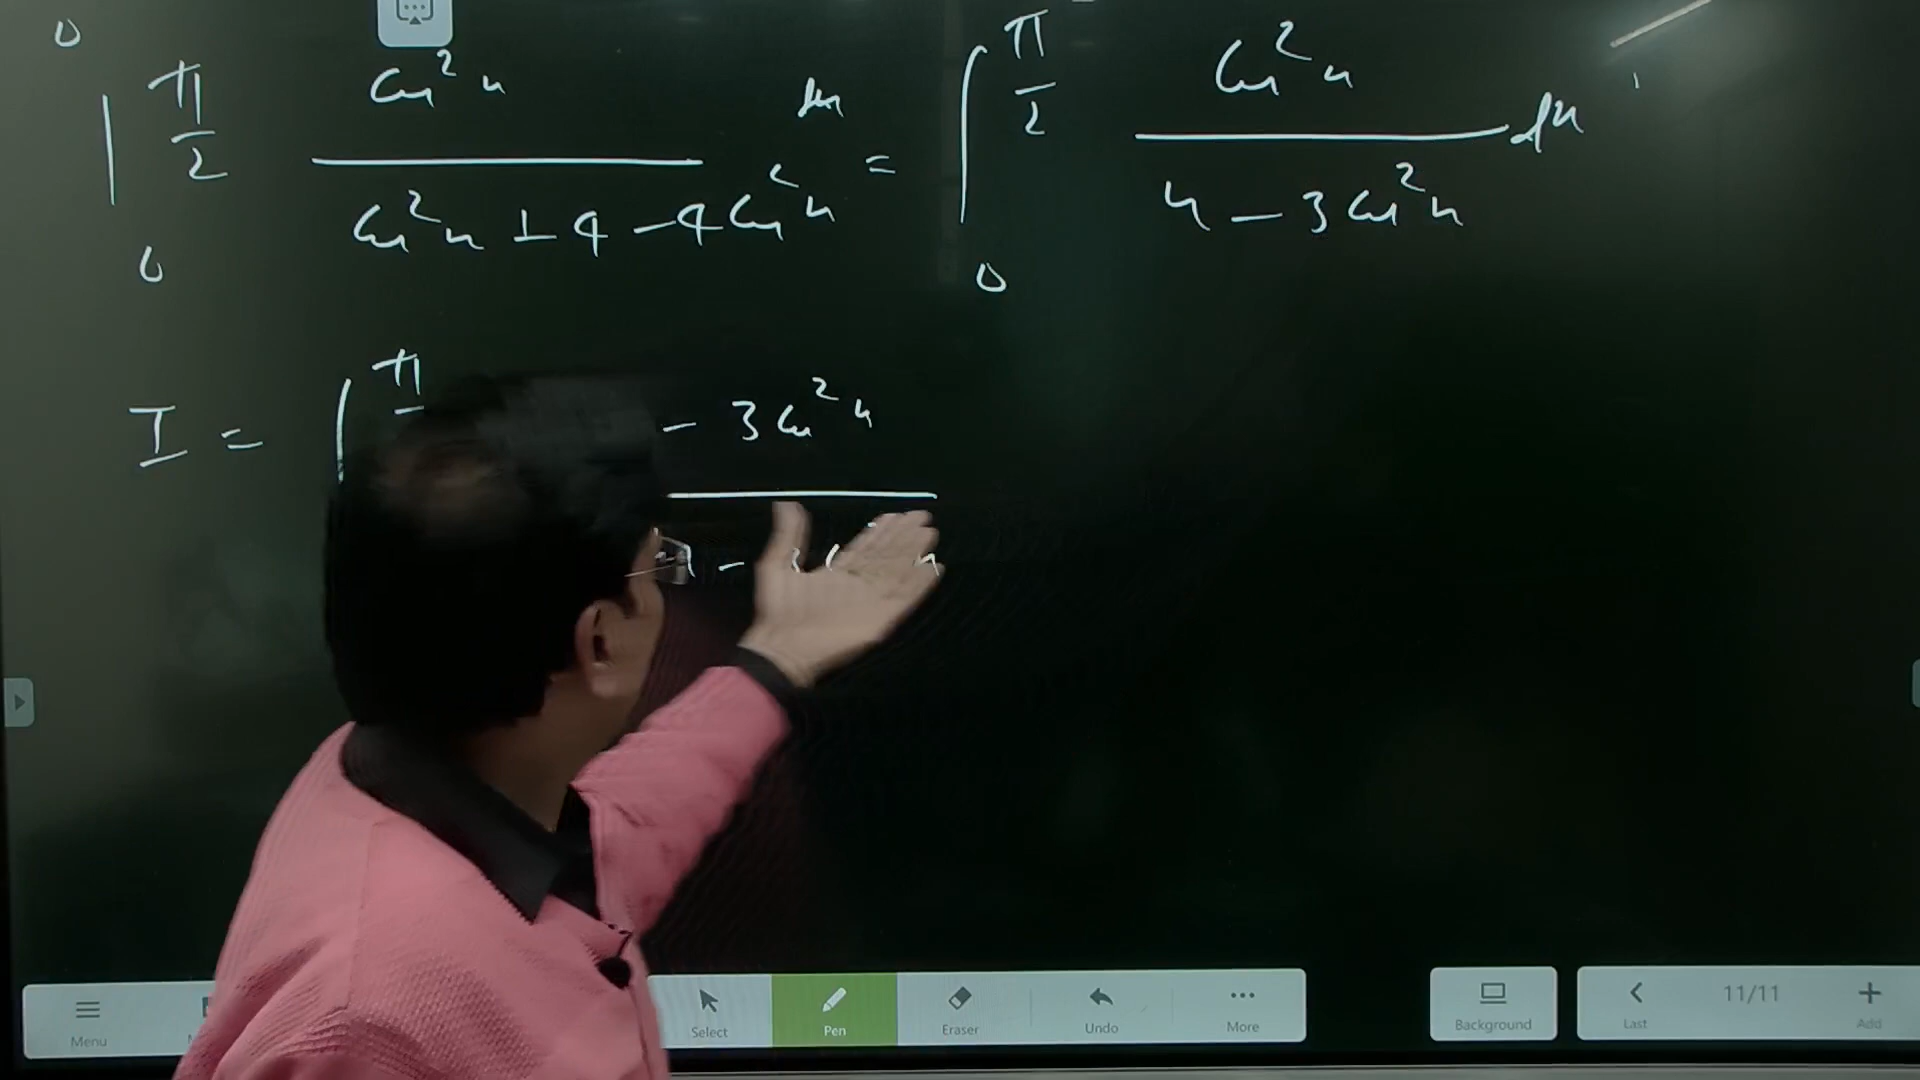 0
∫ π/2 0 cos²x / cos²x + 4 - 4cos²x dx = ∫ π/2 0 cos²x / 4 - 3cos²x dx
I = ∫ π - 3cos²x
- 3 x
Menu Select Pen Eraser Undo More Background Last 11/11 Add